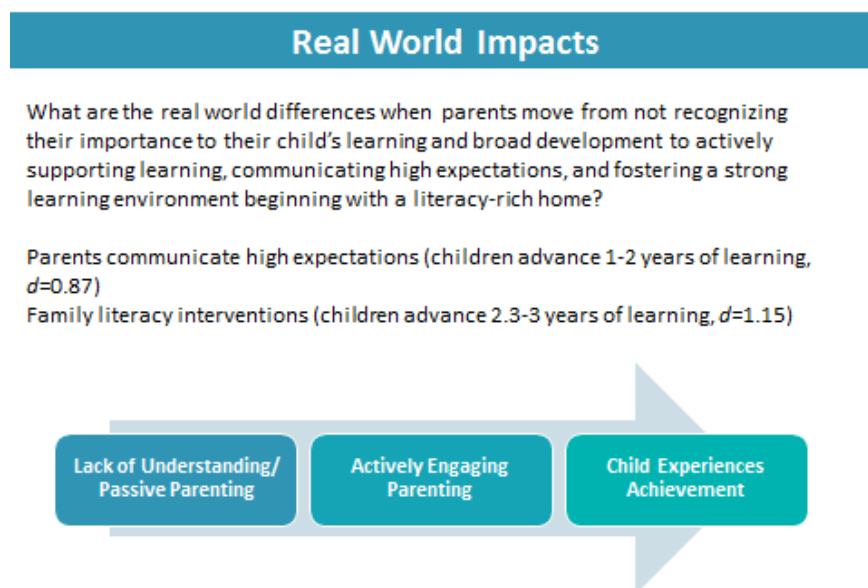 Real World Impacts
What are the real world differences when parents move from not recognizing
their importance to their child's learning and broad development to actively
supporting learning, communicating high expectations, and fostering a strong
learning environment beginning with a literacy-rich home?
Parents communicate high expectations (children advance 1-2 years of learning,
d=0.87)
Family literacy interventions (children advance 2.3-3 years of learning, d=1.15)
Lack of Understanding/
Passive Parenting
Actively Engaging
Parenting
Child Experiences
Achievement